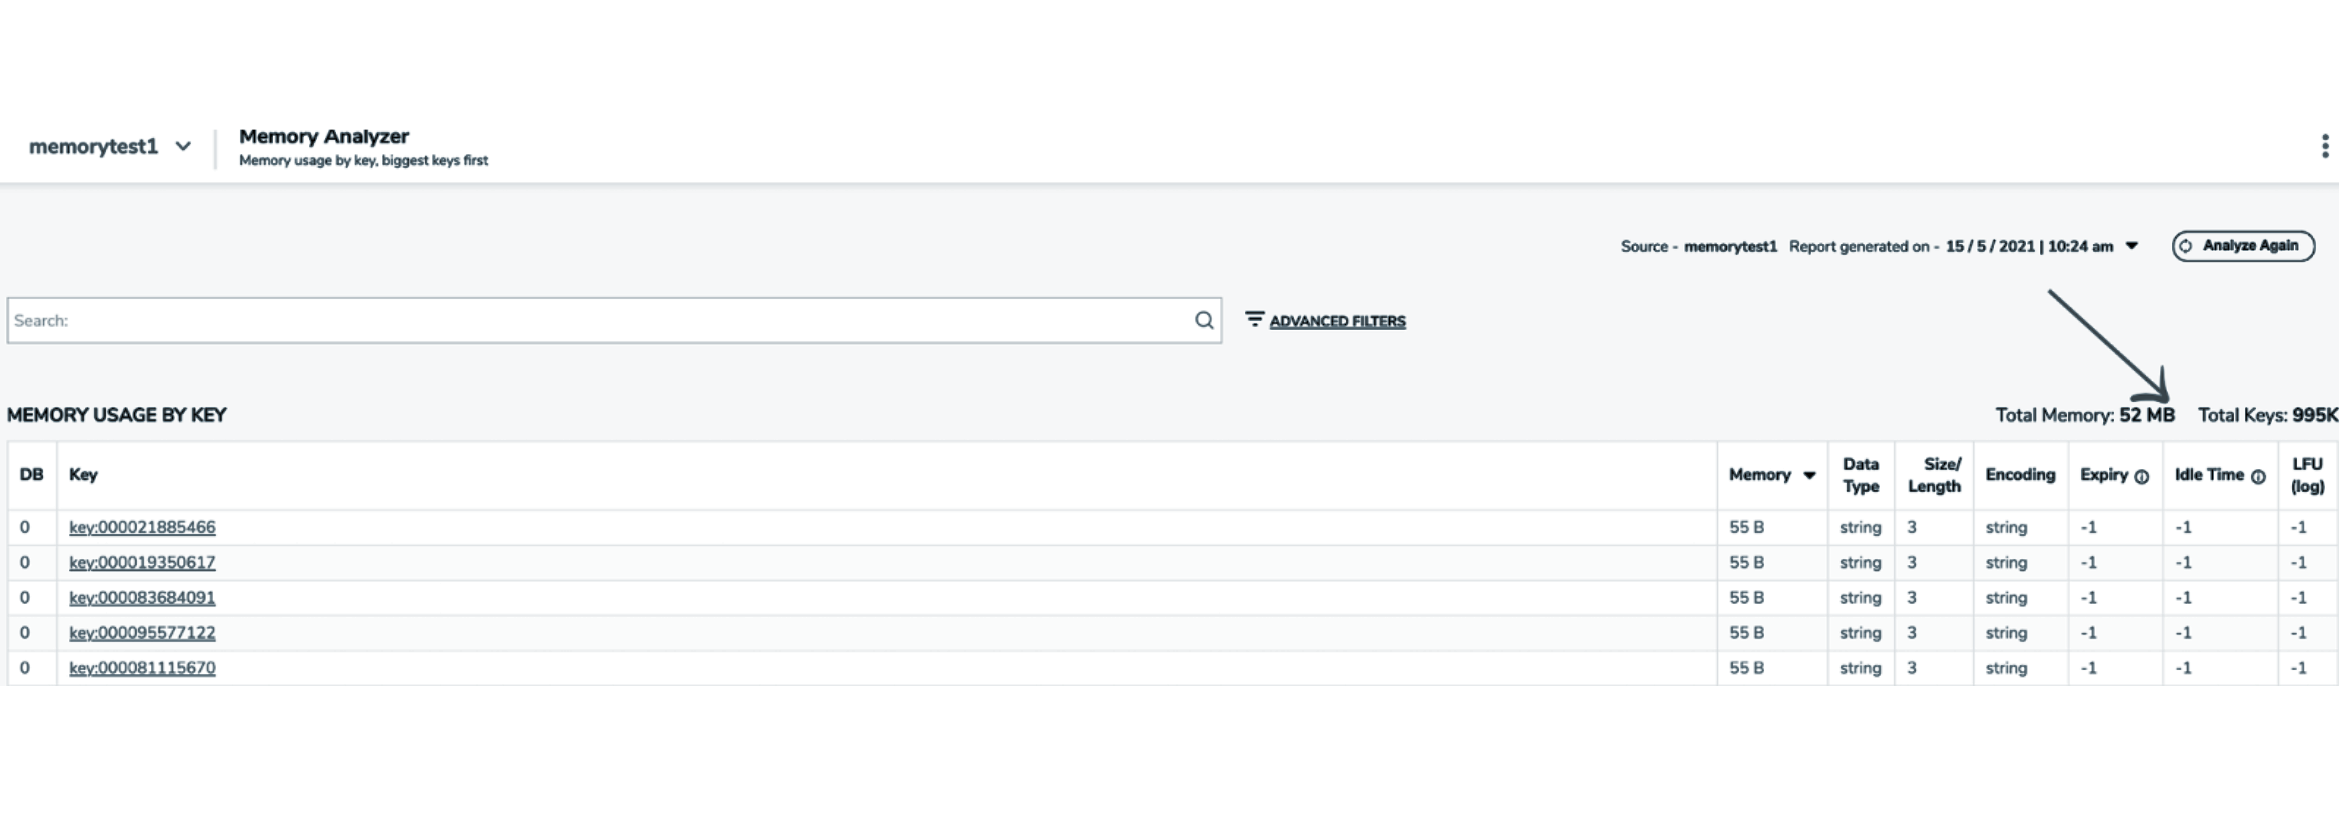 memorytest1
Memory Analyzer
Memory usage by key, biggest keys first
Source - memorytest1 Report generated on - 15 / 5 / 2021 | 10:24 am
Analyze Again
Search:
ADVANCED FILTERS
MEMORY USAGE BY KEY
Total Memory: 52 MB Total Keys: 995K
DB Key Memory Data Type Size/ Length Encoding Expiry Idle Time LFU (log)
0 key:000021885466 55 B string 3 string -1 -1 -1
0 key:000019350617 55 B string 3 string -1 -1 -1
0 key:000083684091 55 B string 3 string -1 -1 -1
0 key:000095577122 55 B string 3 string -1 -1 -1
0 key:000081115670 55 B string 3 string -1 -1 -1